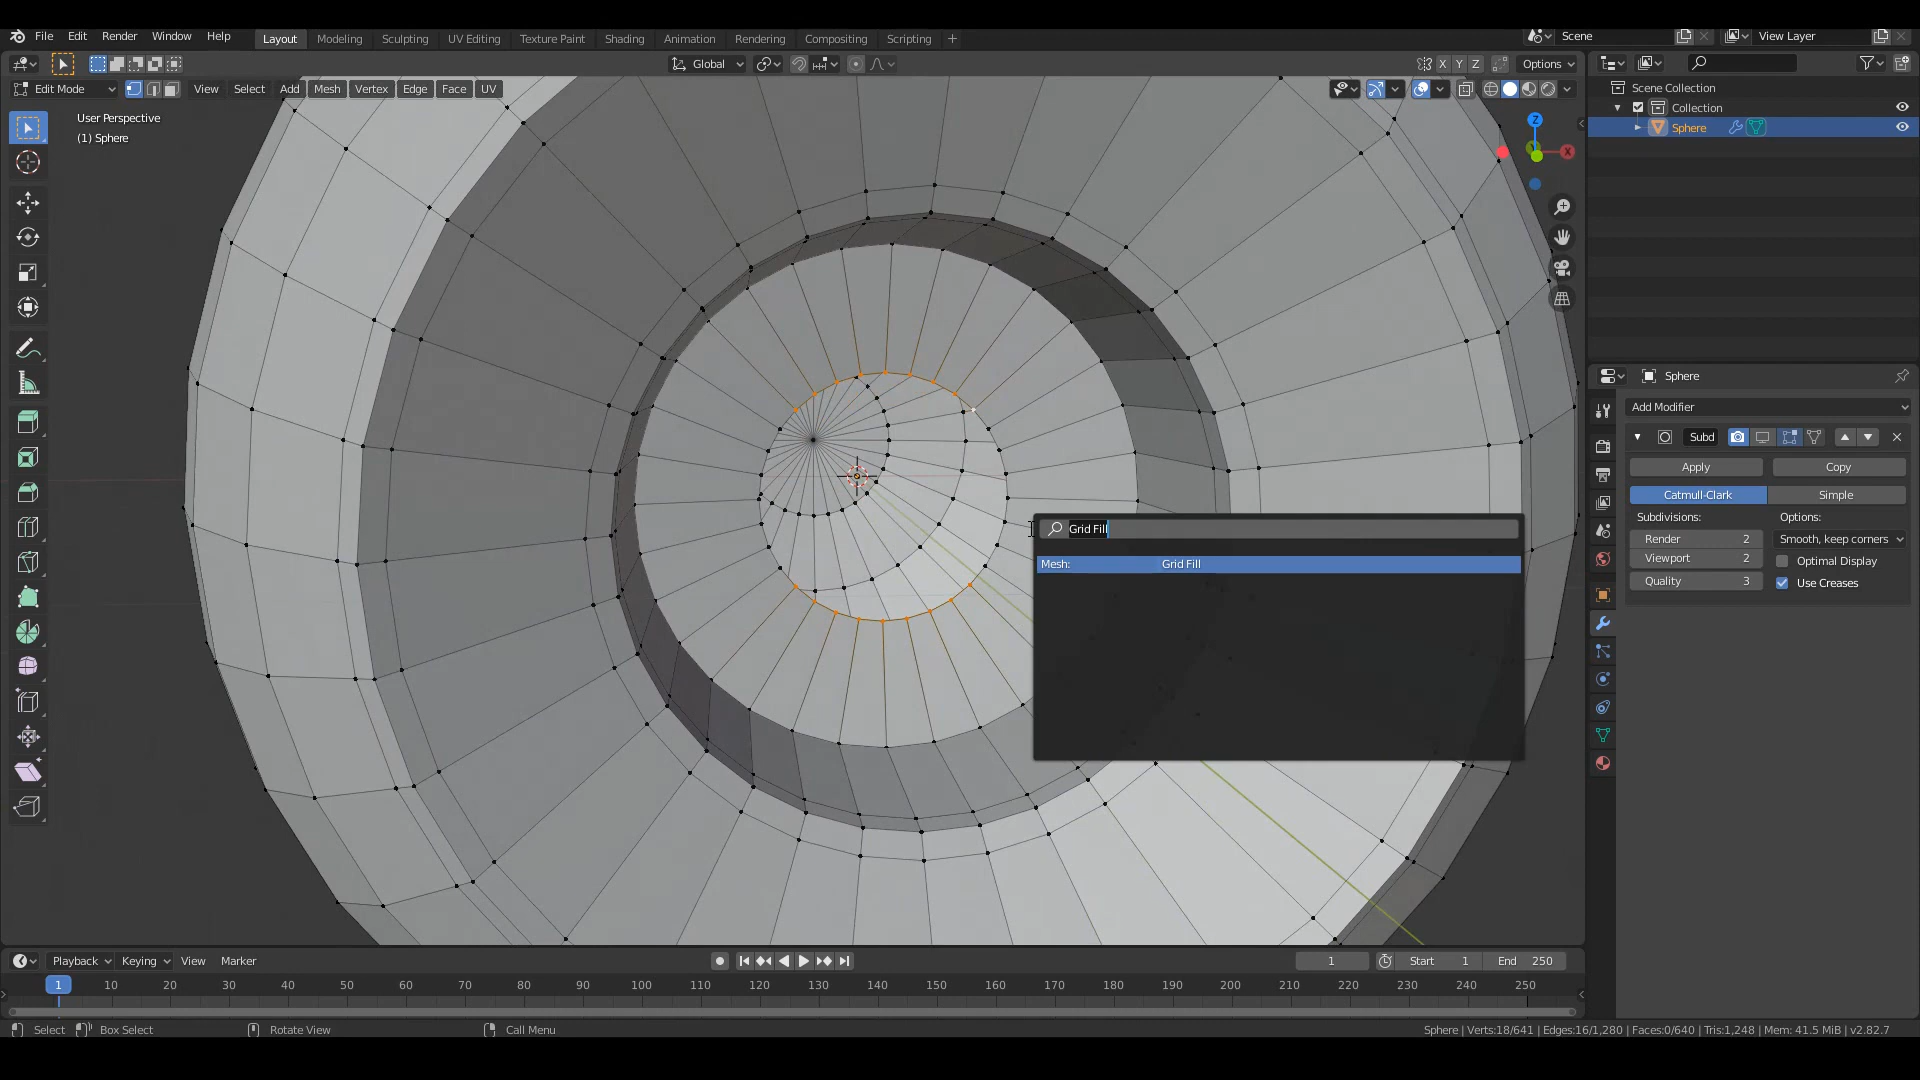 File Edit Render Window Help Layout Modeling Sculpting UV Editing Texture Paint Shading Animation Rendering Compositing Scripting + Scene View Layer
Global X Y Z Options
Edit Mode View Select Add Mesh Vertex Edge Face UV
User Perspective
(1) Sphere
Z
X
Scene Collection
Collection
Sphere
Sphere
Add Modifier
Subd
Apply Copy
Catmull-Clark Simple
Subdivisions: Options:
Render 2 Smooth, keep corners
Viewport 2 Optimal Display
Quality 3 Use Creases
Grid Fill
Mesh: Grid Fill
Playback Keying View Marker 1 Start 1 End 250
1 10 20 30 40 50 60 70 80 90 100 110 120 130 140 150 160 170 180 190 200 210 220 230 240 250
Select Box Select Rotate View Call Menu Sphere | Verts:18/641 | Edges:16/1,280 | Faces:0/640 | Tris:1,248 | Mem: 41.5 MiB | v2.82.7